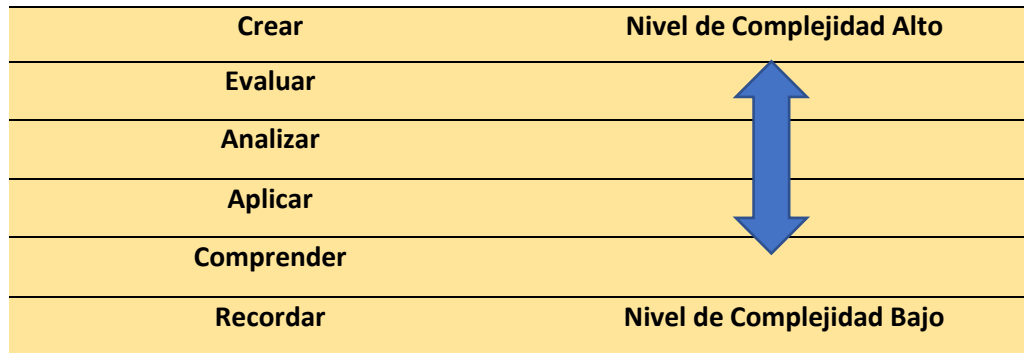 Crear Nivel de Complejidad Alto
Evaluar
Analizar
Aplicar
Comprender
Recordar Nivel de Complejidad Bajo